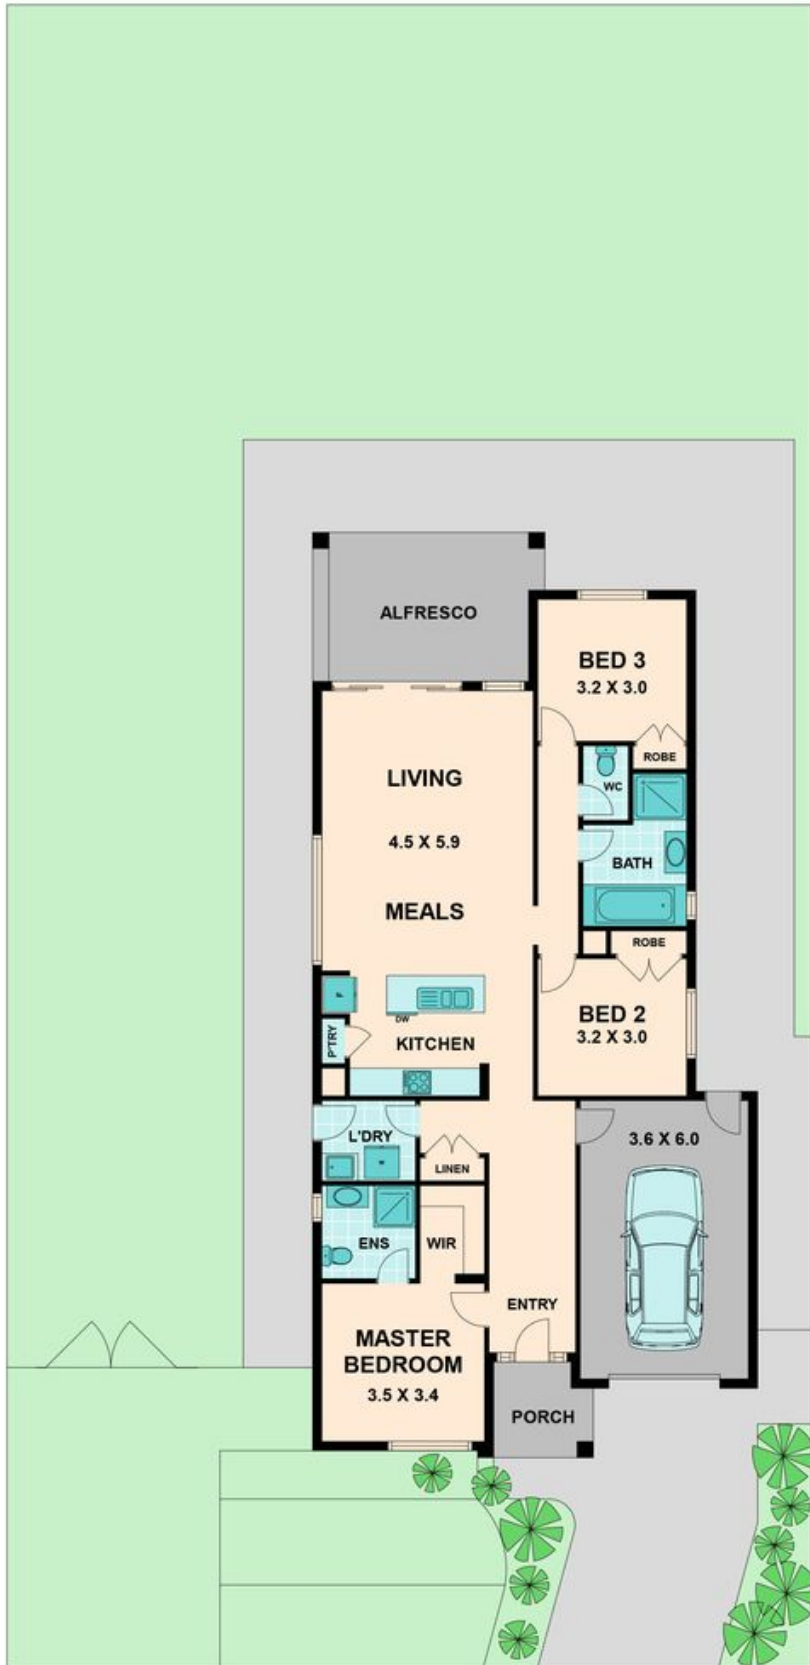 ALFRESCO
BED 3
3.2 X 3.0
ROBE
LIVING
WC
4.5 X 5.9
BATH
MEALS
ROBE
F
BED 2
3.2 X 3.0
DW
P'TRY
KITCHEN
L'DRY
3.6 X 6.0
LINEN
ENS
WIR
ENTRY
MASTER
BEDROOM
3.5 X 3.4
PORCH